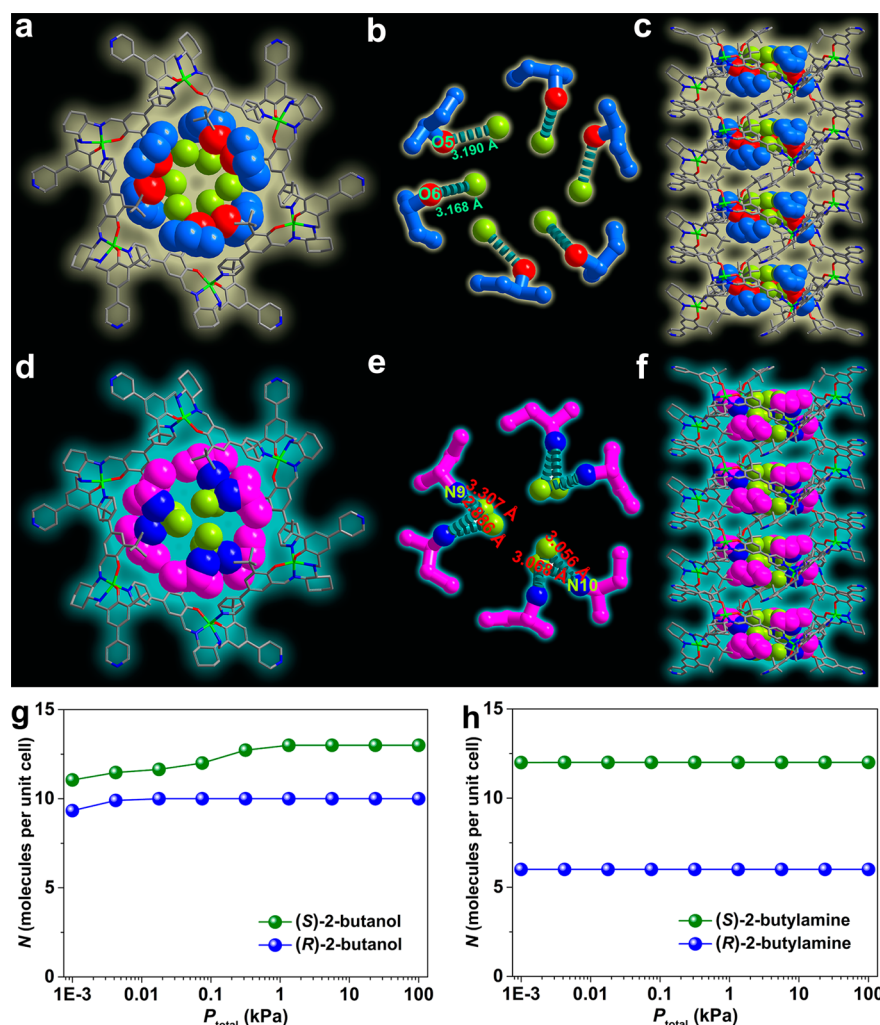 a
b
c
O5
3.190 Å
O6
3.168 Å
d
e
f
N9
3.307 Å
3.056 Å
3.068 Å
N10
g
15
10
5
0
N (molecules per unit cell)
(S)-2-butanol
(R)-2-butanol
1E-3 0.01 0.1 1 10 100
Ptotal (kPa)
h
15
10
5
0
N (molecules per unit cell)
(S)-2-butylamine
(R)-2-butylamine
1E-3 0.01 0.1 1 10 100
Ptotal (kPa)